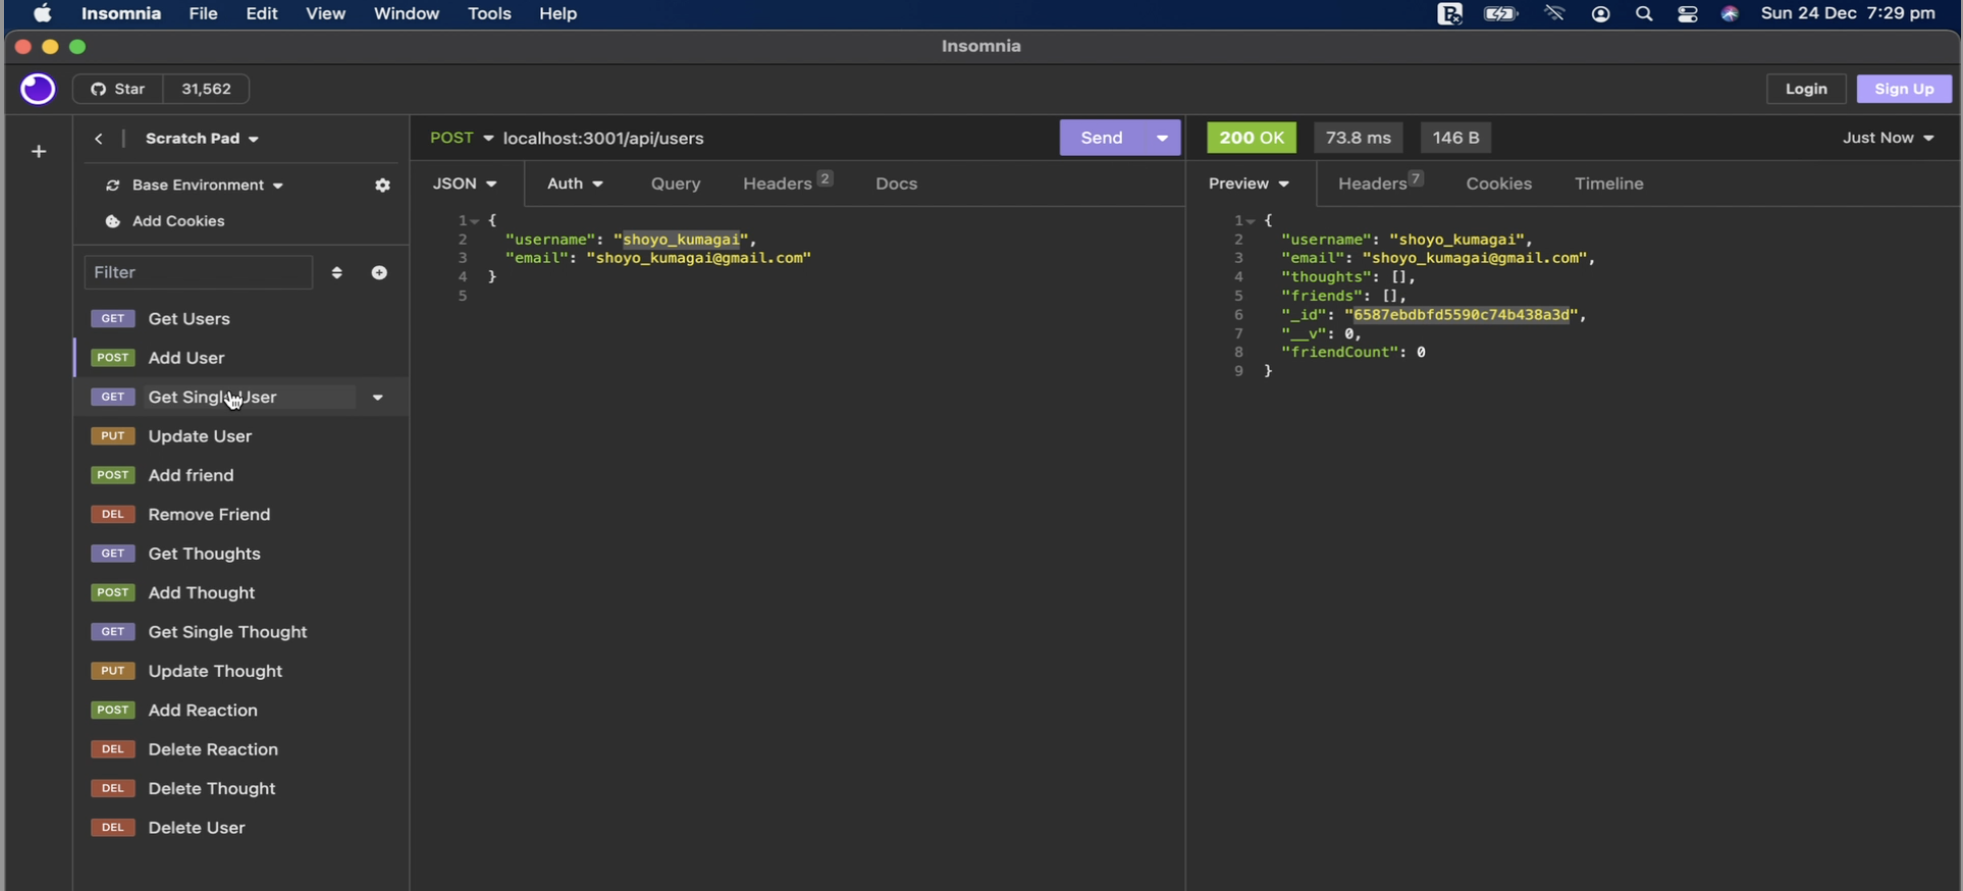 Insomnia File Edit View Window Tools Help Sun 24 Dec 7:29 pm
Insomnia
Star 31,562 Login Sign Up
Scratch Pad
Base Environment
Add Cookies
Filter
GET Get Users
POST Add User
GET Get Single User
PUT Update User
POST Add friend
DEL Remove Friend
GET Get Thoughts
POST Add Thought
GET Get Single Thought
PUT Update Thought
POST Add Reaction
DEL Delete Reaction
DEL Delete Thought
DEL Delete User
POST localhost:3001/api/users Send
JSON Auth Query Headers 2 Docs
1 {
2 "username": "shoyo_kumagai",
3 "email": "shoyo_kumagai@gmail.com"
4 }
5
200 OK 73.8 ms 146 B Just Now
Preview Headers 7 Cookies Timeline
1 {
2 "username": "shoyo_kumagai",
3 "email": "shoyo_kumagai@gmail.com",
4 "thoughts": [],
5 "friends": [],
6 "_id": "6587ebdbfd5590c74b438a3d",
7 "__v": 0,
8 "friendCount": 0
9 }